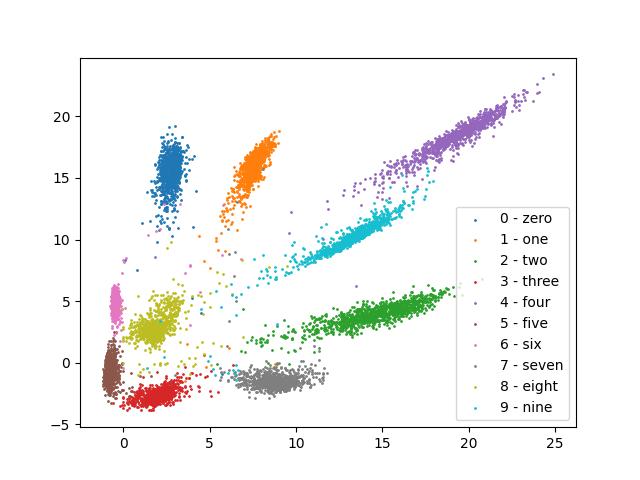 20
15
10
5
0
−5
0 - zero
1 - one
2 - two
3 - three
4 - four
5 - five
6 - six
7 - seven
8 - eight
9 - nine
0 5 10 15 20 25